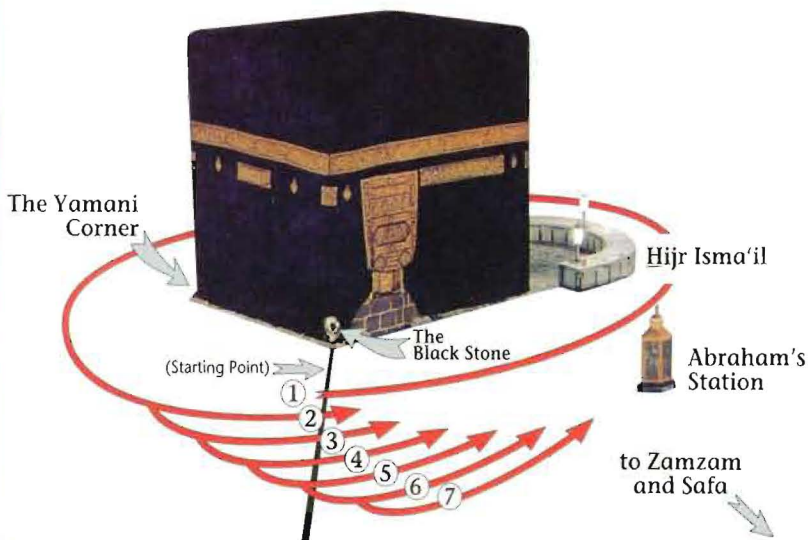 The Yamani
Corner
Hijr Isma‘il
The
Black Stone
(Starting Point)
Abraham's
Station
1
2
3
4
5
6
7
to Zamzam
and Safa